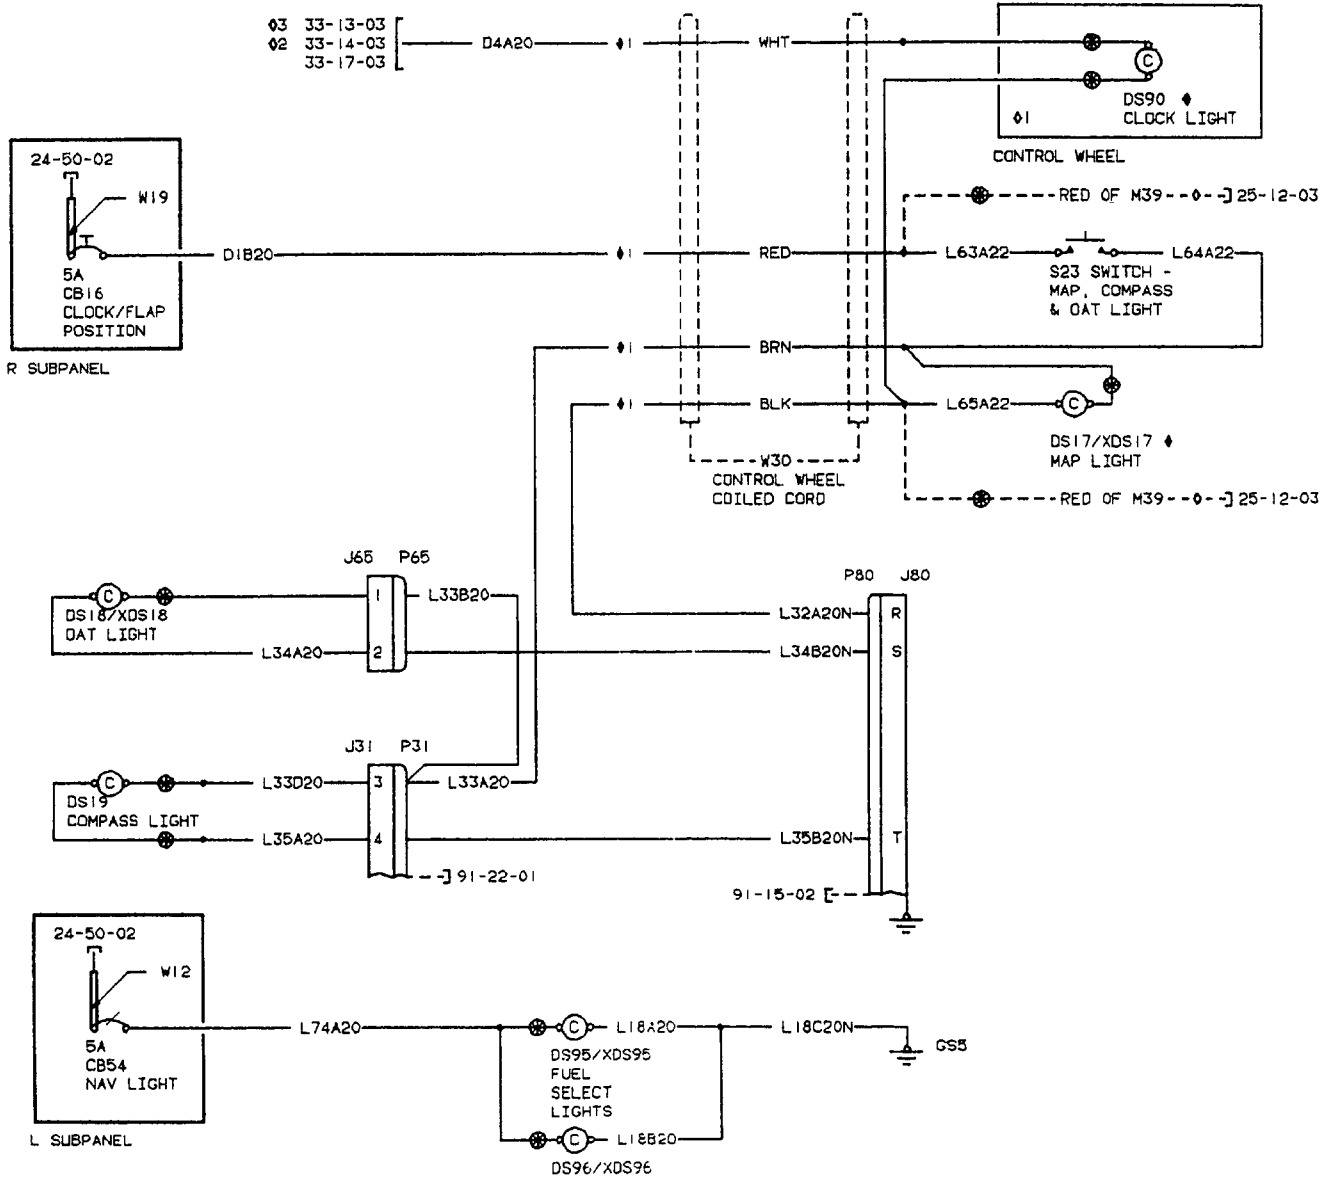 ◊3 33-13-03
◊2 33-14-03
33-17-03
D4A20
♦1
WHT
C
DS90 ♦
CLOCK LIGHT
◊1
CONTROL WHEEL
24-50-02
W19
5A
CB16
CLOCK/FLAP
POSITION
R SUBPANEL
D1B20
♦1
RED
RED OF M39
25-12-03
L63A22
L64A22
S23 SWITCH -
MAP, COMPASS
& OAT LIGHT
♦1
BRN
♦1
BLK
L65A22
C
DS17/XDS17 ♦
MAP LIGHT
W30
CONTROL WHEEL
COILED CORD
RED OF M39
25-12-03
J65 P65
C
DS18/XDS18
OAT LIGHT
1
L33B20
L34A20
2
P80 J80
L32A20N
R
L34B20N
S
J31 P31
C
DS19
COMPASS LIGHT
L33D20
3
L33A20
L35A20
4
L35B20N
T
91-22-01
91-15-02
24-50-02
W12
5A
CB54
NAV LIGHT
L SUBPANEL
L74A20
C
L18A20
L18C20N
GS5
DS95/XDS95
FUEL
SELECT
LIGHTS
C
L18B20
DS96/XDS96